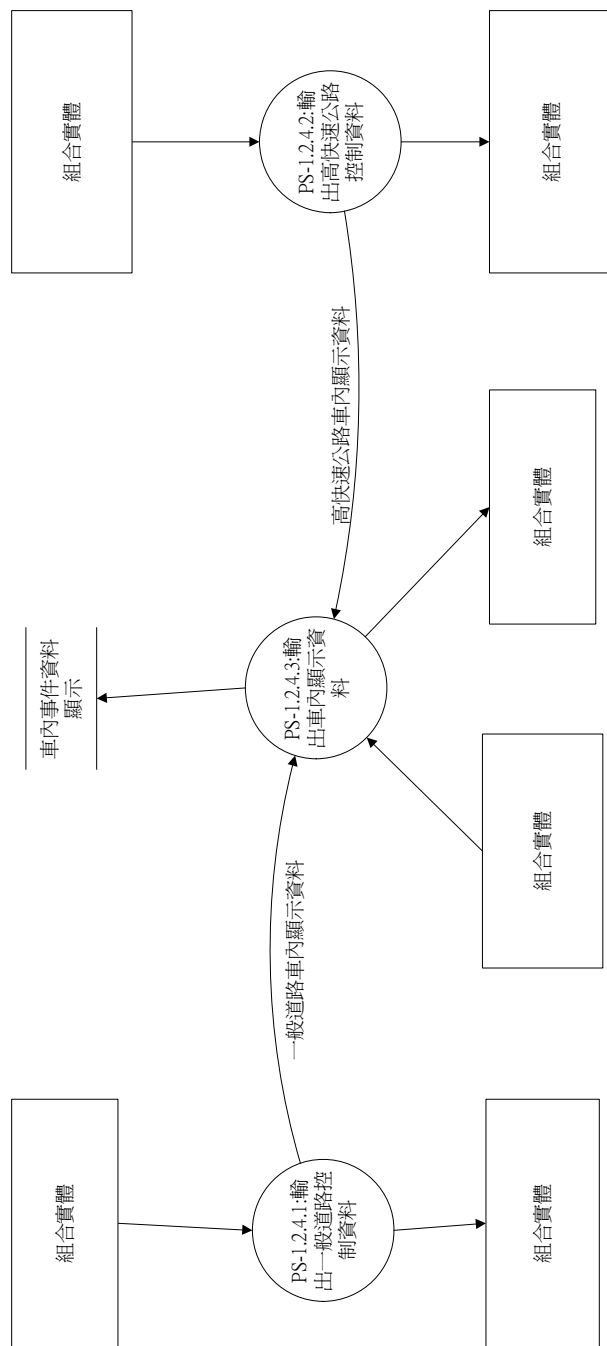 組合實體
PS-1.2.4.1:輸
出一般道路控
制資料
組合實體
一般道路車內顯示資料
車內事件資料
顯示
PS-1.2.4.3:輸
出車內顯示資
料
組合實體
組合實體
高快速公路車內顯示資料
組合實體
PS-1.2.4.2:輸
出高快速公路
控制資料
組合實體